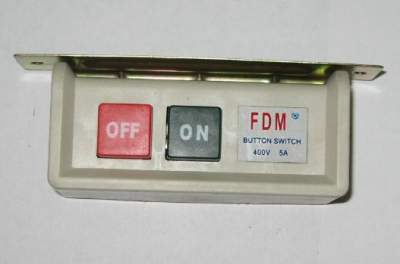 OFF
ON
FDM ®
BUTTON SWITCH
400V 5A